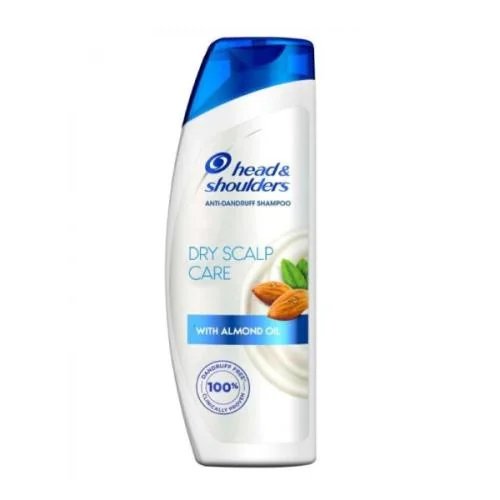 head&
shoulders
ANTI-DANDRUFF SHAMPOO
DRY SCALP
CARE
WITH ALMOND OIL
DANDRUFF FREE
100%
CLINICALLY PROVEN